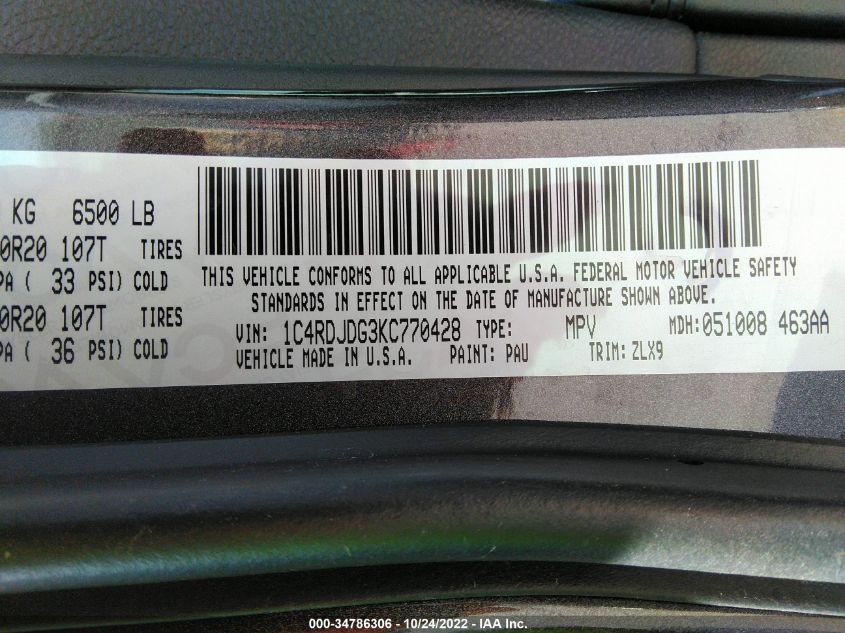 KG 6500 LB
0R20 107T TIRES
PA ( 33 PSI) COLD
0R20 107T TIRES
PA ( 36 PSI) COLD
THIS VEHICLE CONFORMS TO ALL APPLICABLE U.S.A. FEDERAL MOTOR VEHICLE SAFETY
STANDARDS IN EFFECT ON THE DATE OF MANUFACTURE SHOWN ABOVE.
VIN: 1C4RDJDG3KC770428 TYPE: MPV MDH: 051008 463AA
VEHICLE MADE IN U.S.A. PAINT: PAU TRIM: ZLX9
000-34786306 - 10/24/2022 - IAA Inc.